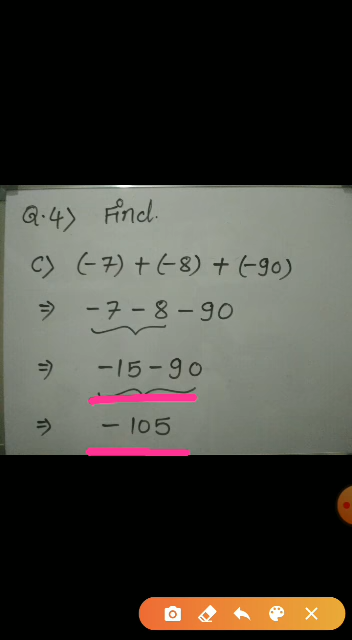 Q.4) Find.
C) (-7) + (-8) + (-90)
⇒ -7 - 8 - 90
⇒ -15 - 90
⇒ -105